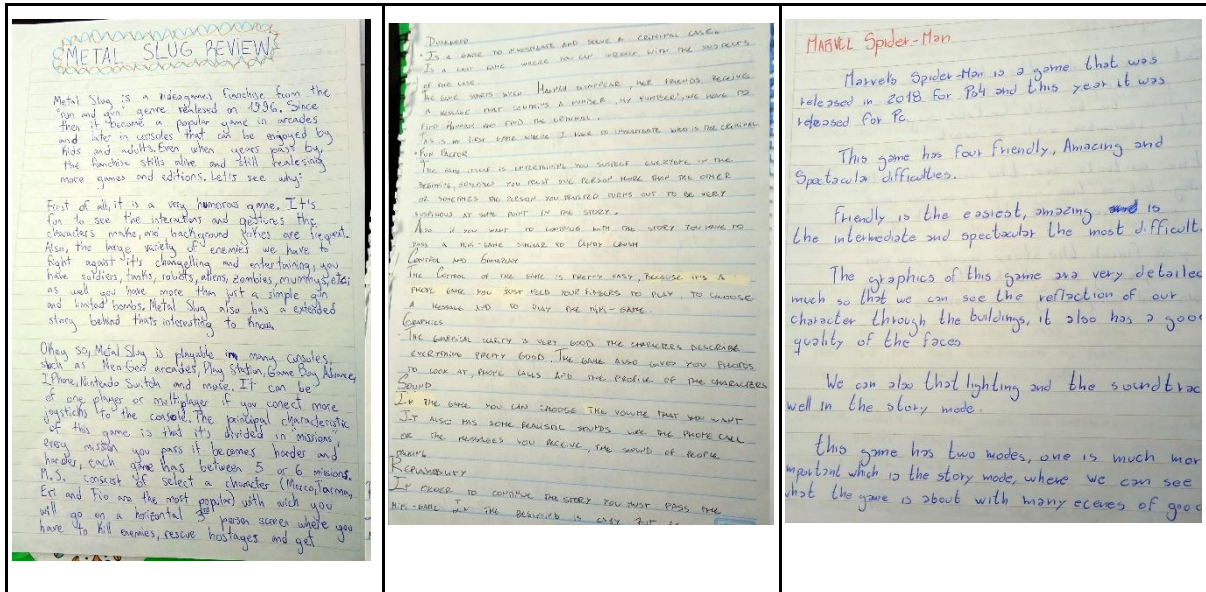 METAL SLUG REVIEW
Metal Slug is a videogames franchise from the
"run and gun" genre realesed on 1996. Since
then it become a popular game in arcades
and later in consoles that can be enjoyed by
kids and adults. Even when years pass by,
the franchise stills alive and still realesing
more games and editions. Let's see why:
First of all, it is a very humorous game. It's
fun to see the interactions and gestures the
characters make, and background jokes are frequent.
Also, the large variety of enemies we have to
fight against it's changelling and entertaining, you
have soldiers, tanks, robots, aliens, zombies, mummys, etc;
as well you have more than just a simple gun
and limited bombs. Metal Slug also has a extended
story behind thats interesting to know.
Okey so, Metal Slug is playable in many consoles,
such as then Geo arcades, Play Station, Game Boy Advance,
IPhone, Nintendo Switch and more. It can be
of one player or multiplayer if you conect more
joysticks to the console. The principal characteristic
of this game is that it's divided in "missions",
every mission you pass it becomes harder and
harder, each game has between 5 or 6 missions.
M.S. consist of select a character (Marco, Tarma,
Eri and Fio are the most popular) with wich you
will go on a horizontal 3rd person screen where you
have to kill enemies, rescue hostages and get
Duskwood
• Is a game to investigate and solve a criminal case.
Is a chat game where you can interact with the suspects
of the case
The game starts when Hannah disappear, her friends receive
a message that contains a number, my number!, we have to
find Hannah and find the criminal.
This is my first game where I have to investigate who is the criminal
• Fun Factor
The game itself is entertaining you suspect everyone in the
beginning, you trust one person more than the other
or sometimes the person you trusted turns out to be very
at some point in the story.
Also if you want to continue with the story you have to
pass a mini-game similar to Candy Crush
Control and Gameplay
The control of the game is pretty easy, because it's a
phone game you just need your fingers to play, to choose
a message and to play the mini-game.
Graphics
The graphical is very good the characters describe
everything pretty good. The game also gives you photos
to look at, phone calls and the profile of the characters
Sound
In the game you can choose the volume that you want
It also has some realistic sounds like the phone call
or the messages you receive, the sound of people
talking
Replayability
In order to continue the story you must pass the
mini-game the beginning is easy but
MARVEL Spider-Man
Marvel's Spider-Man is a game that was
released in 2018 for Ps4 and this year it was
released for Pc.
This game has four Friendly, Amazing and
Spectacular difficulties.
Friendly is the easiest, amazing is
the intermediate and spectacular the most difficult.
The graphics of this game are very detailed
much so that we can see the reflection of our
character through the buildings, it also has a good
quality of the faces
We can also that lighting and the soundtrac
well in the story mode.
this game has two modes, one is much mor
mportant which is the story mode, where we can see
what the game is about with many eceves of good